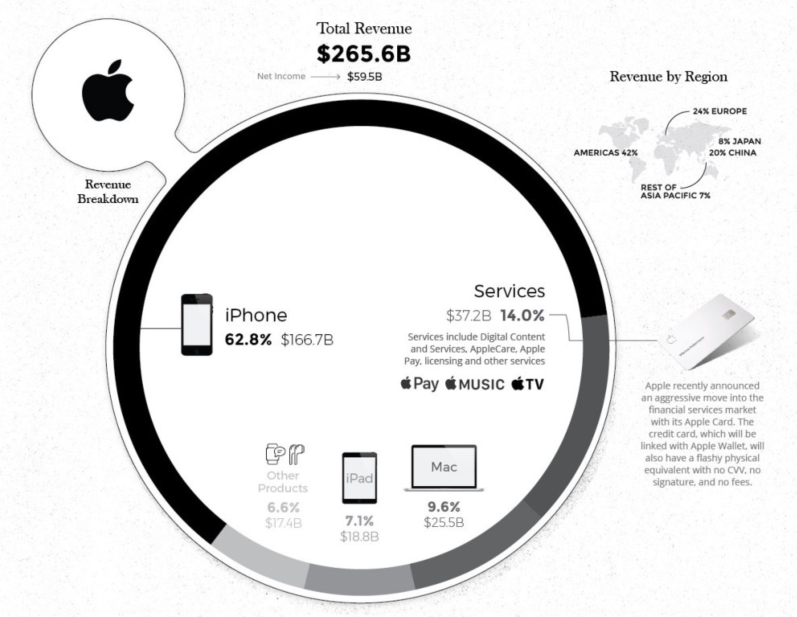 Total Revenue
$265.6B
Net Income
$59.5B
Revenue
Breakdown
Revenue by Region
24% EUROPE
8% JAPAN
20% CHINA
AMERICAS 42%
REST OF
ASIA PACIFIC 7%
iPhone
62.8% $166.7B
Services
$37.2B 14.0%
Services include Digital Content
and Services, AppleCare, Apple
Pay, licensing and other services
Pay MUSIC TV
Apple recently announced
an aggressive move into the
financial services market
with its Apple Card. The
credit card, which will be
linked with Apple Wallet, will
also have a flashy physical
equivalent with no CVV, no
signature, and no fees.
Other
Products
6.6%
$17.4B
iPad
7.1%
$18.8B
Mac
9.6%
$25.5B